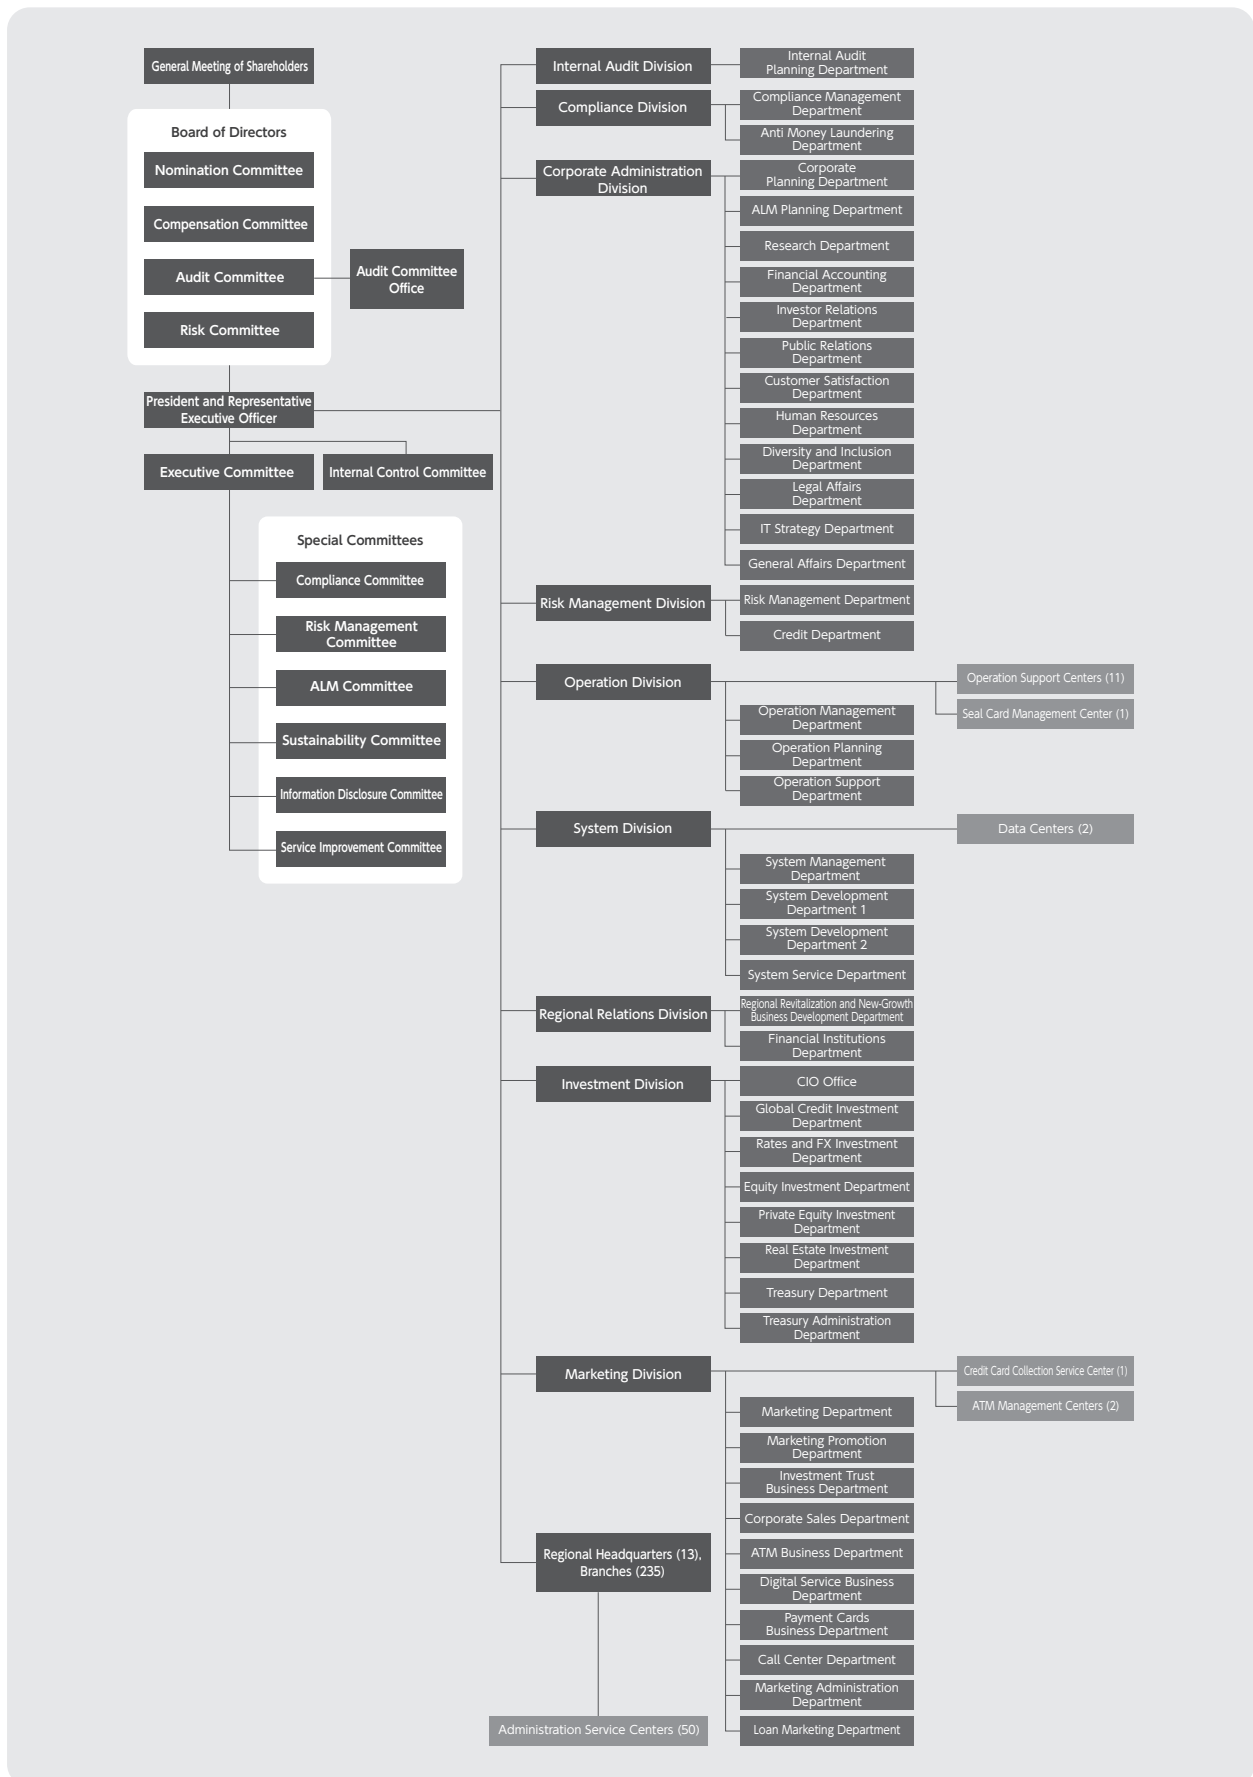 General Meeting of Shareholders
Board of Directors
Nomination Committee
Compensation Committee
Audit Committee
Audit Committee
Office
Risk Committee
President and Representative
Executive Officer
Executive Committee
Internal Control Committee
Special Committees
Compliance Committee
Risk Management
Committee
ALM Committee
Sustainability Committee
Information Disclosure Committee
Service Improvement Committee
Internal Audit Division
Internal Audit
Planning Department
Compliance Division
Compliance Management
Department
Anti Money Laundering
Department
Corporate Administration
Division
Corporate
Planning Department
ALM Planning Department
Research Department
Financial Accounting
Department
Investor Relations
Department
Public Relations
Department
Customer Satisfaction
Department
Human Resources
Department
Diversity and Inclusion
Department
Legal Affairs
Department
IT Strategy Department
General Affairs Department
Risk Management Division
Risk Management Department
Credit Department
Operation Division
Operation Support Centers (11)
Seal Card Management Center (1)
Operation Management
Department
Operation Planning
Department
Operation Support
Department
System Division
Data Centers (2)
System Management
Department
System Development
Department 1
System Development
Department 2
System Service Department
Regional Relations Division
Regional Revitalization and New-Growth
Business Development Department
Financial Institutions
Department
Investment Division
CIO Office
Global Credit Investment
Department
Rates and FX Investment
Department
Equity Investment Department
Private Equity Investment
Department
Real Estate Investment
Department
Treasury Department
Treasury Administration
Department
Marketing Division
Credit Card Collection Service Center (1)
ATM Management Centers (2)
Marketing Department
Marketing Promotion
Department
Investment Trust
Business Department
Corporate Sales Department
ATM Business Department
Digital Service Business
Department
Payment Cards
Business Department
Call Center Department
Marketing Administration
Department
Loan Marketing Department
Regional Headquarters (13),
Branches (235)
Administration Service Centers (50)